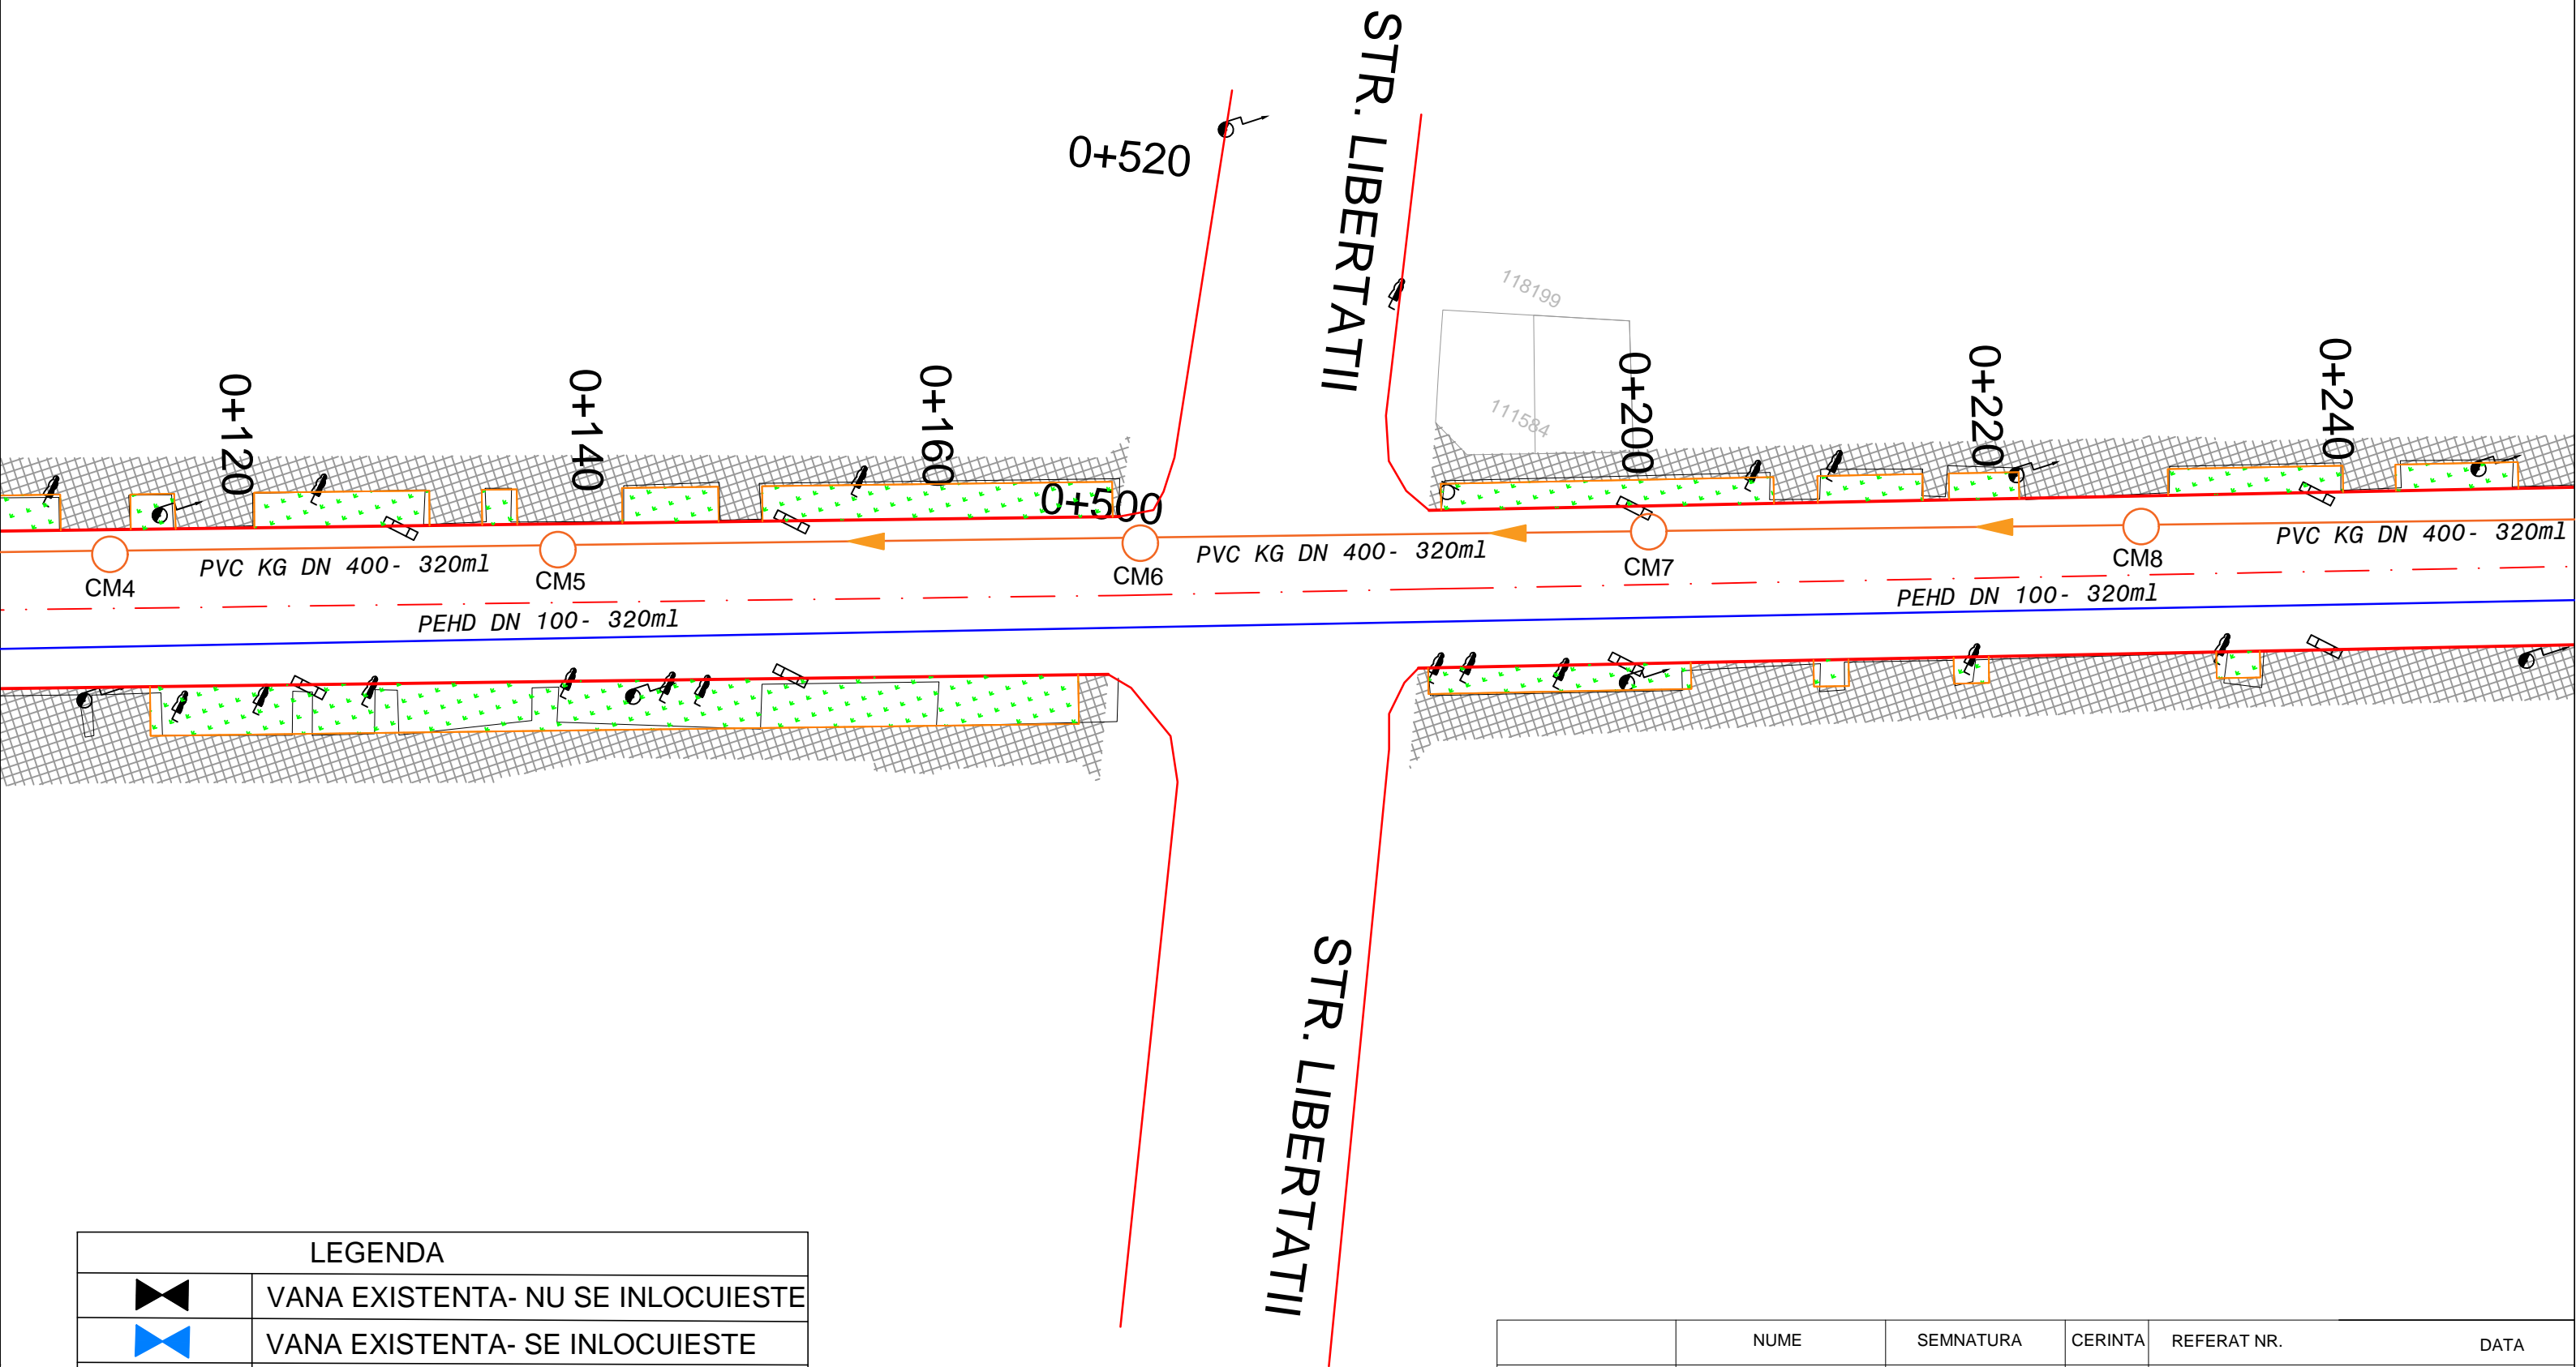 STR. LIBERTATII
0+520
118199
111584
0+120
0+140
0+160
0+200
0+220
0+240
0+500
PVC KG DN 400- 320ml
PVC KG DN 400- 320ml
PVC KG DN 400- 320ml
CM4
CM5
CM6
CM7
CM8
PEHD DN 100- 320ml
PEHD DN 100- 320ml
STR. LIBERTATII
LEGENDA
VANA EXISTENTA- NU SE INLOCUIESTE
VANA EXISTENTA- SE INLOCUIESTE
NUME SEMNATURA CERINTA REFERAT NR. DATA